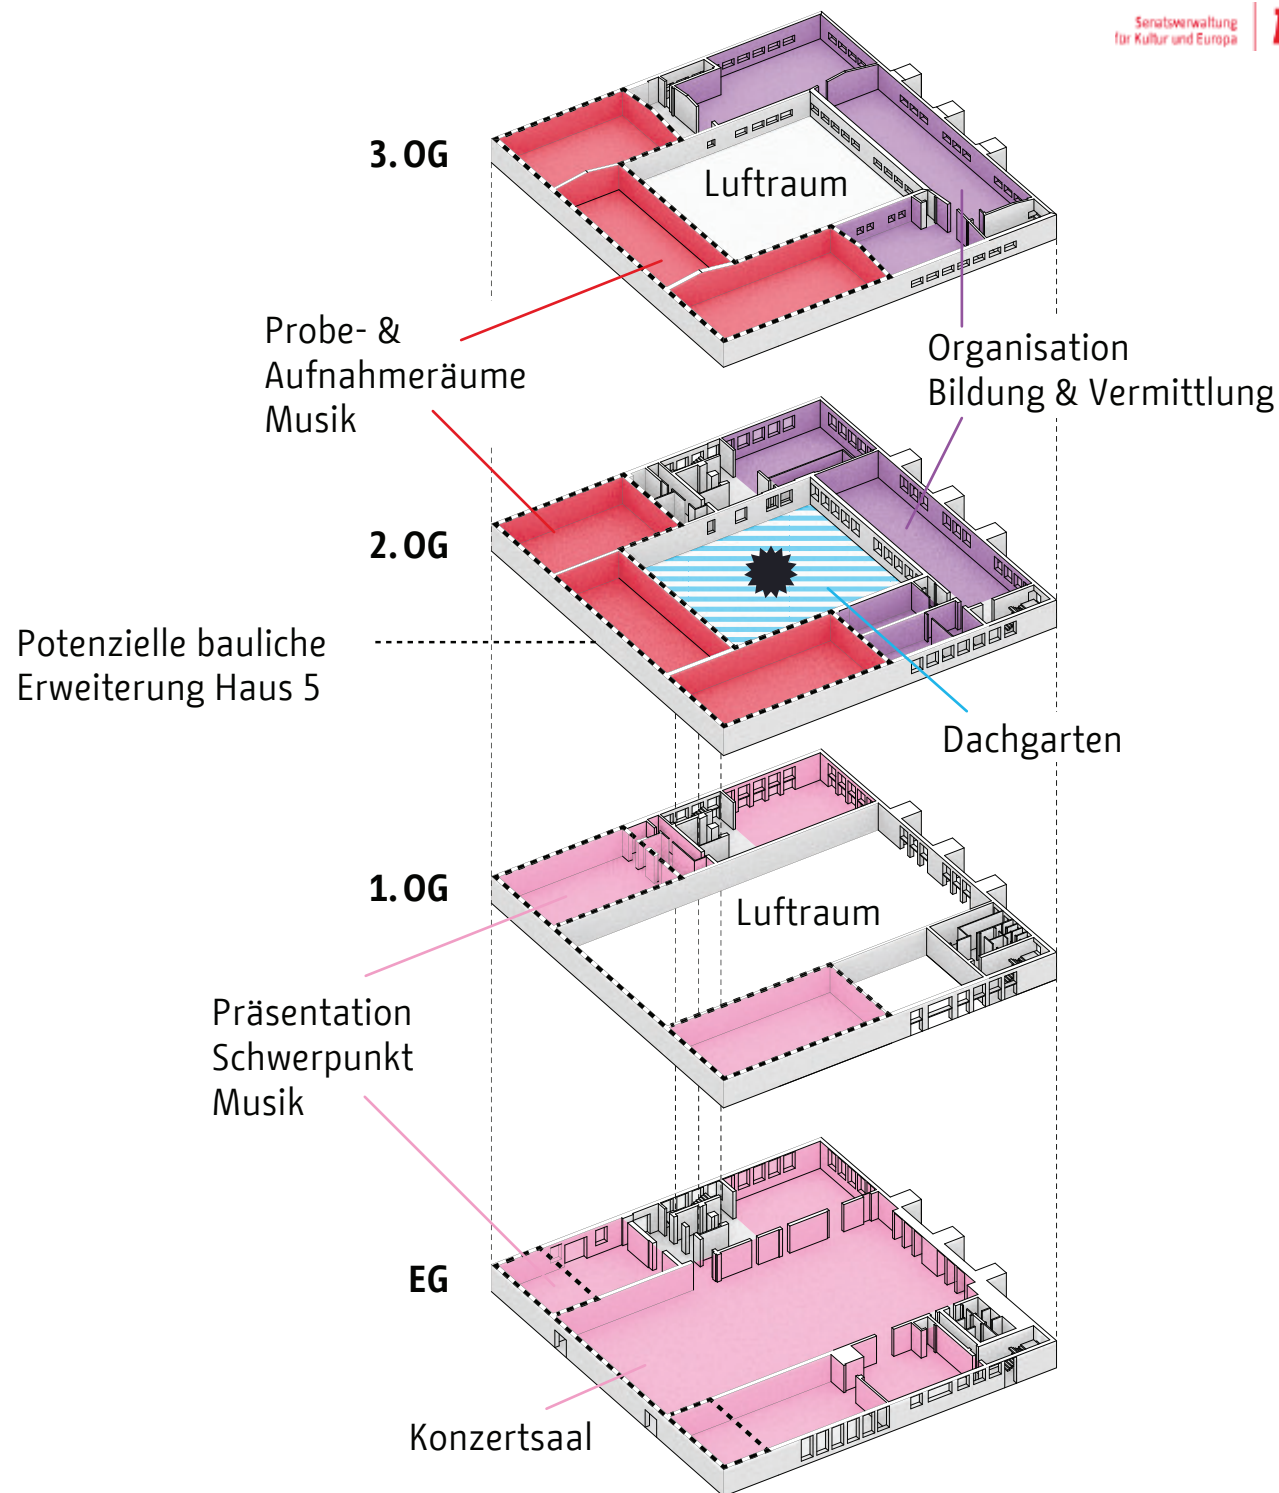 Senatsverwaltung
für Kultur und Europa
3. OG
Luftraum
Probe- &
Aufnahmeräume
Musik
Organisation
Bildung & Vermittlung
2. OG
Potenzielle bauliche
Erweiterung Haus 5
Dachgarten
1. OG
Luftraum
Präsentation
Schwerpunkt
Musik
EG
Konzertsaal